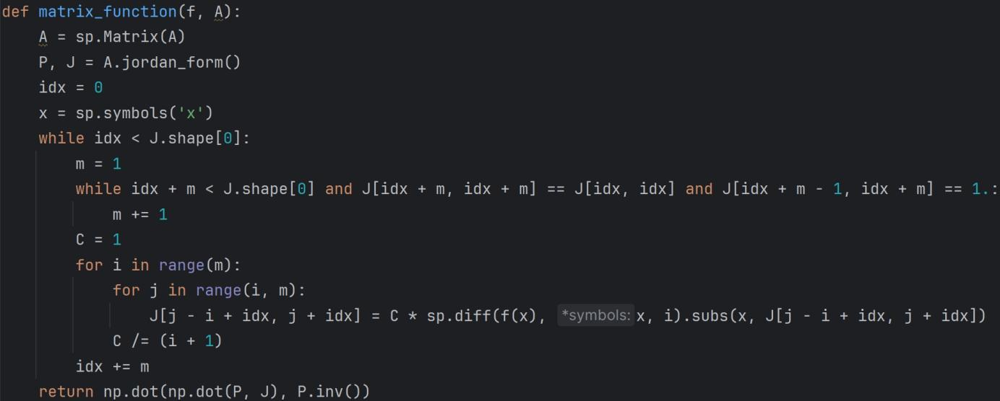 def matrix_function(f, A):
    A = sp.Matrix(A)
    P, J = A.jordan_form()
    idx = 0
    x = sp.symbols('x')
    while idx < J.shape[0]:
        m = 1
        while idx + m < J.shape[0] and J[idx + m, idx + m] == J[idx, idx] and J[idx + m - 1, idx + m] == 1.:
            m += 1
        C = 1
        for i in range(m):
            for j in range(i, m):
                J[j - i + idx, j + idx] = C * sp.diff(f(x), *symbols: x, i).subs(x, J[j - i + idx, j + idx])
            C /= (i + 1)
        idx += m
    return np.dot(np.dot(P, J), P.inv())